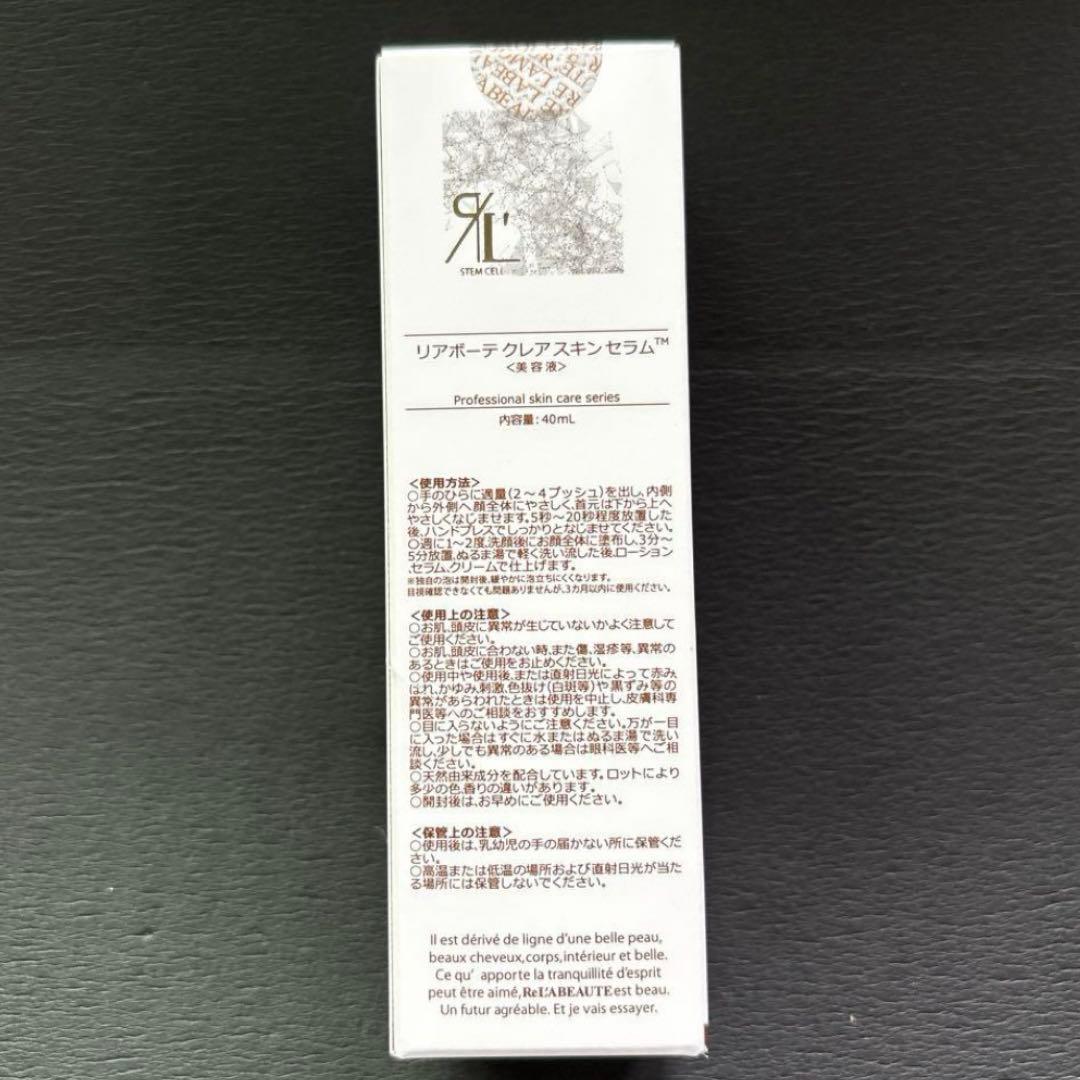 RL'
STEM CELL
リアボーテ クレアスキンセラム™
<美容液>
Professional skin care series
内容量:40mL
<使用方法>
○手のひらに適量(2〜4プッシュ)を出し、内側
から外側へ顔全体にやさしく、首元は下から上へ
やさしくなじませます。5秒〜20秒程度放置した
後、ハンドプレスでしっかりとなじませてください。
○週に1〜2度、洗顔後にお顔全体に塗布し、3分〜
5分放置、ぬるま湯で軽く洗い流した後、ローション、
セラム、クリームで仕上げます。
※独自の泡は開封後、緩やかに泡立ちにくくなります。
目視確認できなくても問題ありませんが、3カ月以内に使用ください。
<使用上の注意>
○お肌、頭皮に異常が生じていないかよく注意して
ご使用ください。
○お肌、頭皮に合わない時、また傷、湿疹等、異常の
あるときはご使用をお止めください。
○使用中や使用後、または直射日光によって赤み、
はれ、かゆみ、刺激、色抜け(白斑等)や黒ずみ等の
異常があらわれたときは使用を中止し、皮膚科専
門医等へのご相談をおすすめします。
○目に入らないようにご注意ください。万が一目
に入った場合はすぐに水またはぬるま湯で洗い
流し、少しでも異常のある場合は眼科医等へご相
談ください。
○天然由来成分を配合しています。ロットにより
多少の色、香りの違いがあります。
○開封後は、お早めにご使用ください。
<保管上の注意>
○使用後は、乳幼児の手の届かない所に保管くだ
さい。
○高温または低温の場所および直射日光が当た
る場所には保管しないでください。
Il est dérivé de ligne d'une belle peau,
beaux cheveux,corps,intérieur et belle.
Ce qu' apporte la tranquillité d'esprit
peut être aimé,ReL'ABEAUTE est beau.
Un futur agréable. Et je vais essayer.